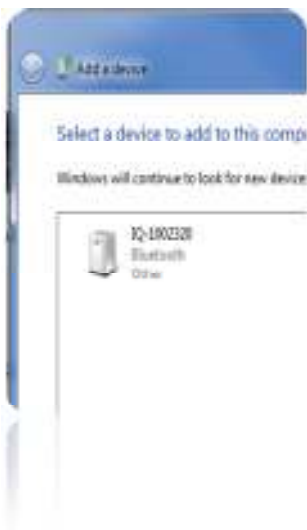 Add a device
Select a device to add to this comp
Windows will continue to look for new device
IQ-1002320
Bluetooth
Other